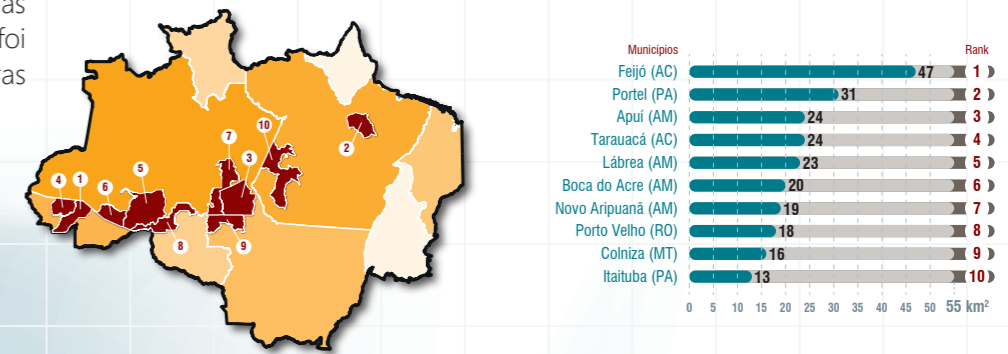 as
foi
ras
10
7
3
2
5
4
1
6
8
9
Municípios Rank
Feijó (AC) 47 1
Portel (PA) 31 2
Apuí (AM) 24 3
Tarauacá (AC) 24 4
Lábrea (AM) 23 5
Boca do Acre (AM) 20 6
Novo Aripuanã (AM) 19 7
Porto Velho (RO) 18 8
Colniza (MT) 16 9
Itaituba (PA) 13 10
0 5 10 15 20 25 30 35 40 45 50 55 km²